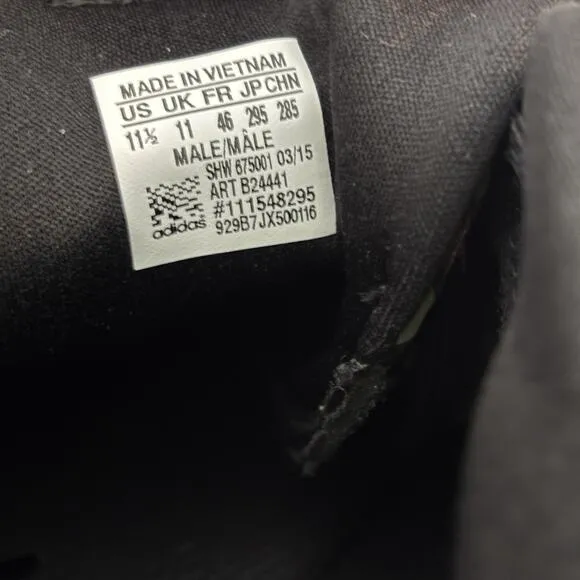 MADE IN VIETNAM
US UK FR JP CHN
11½ 11 46 295 285
MALE/MÂLE
SHW 675001 03/15
ART B24441
#111548295
adidas 929B7JX500116